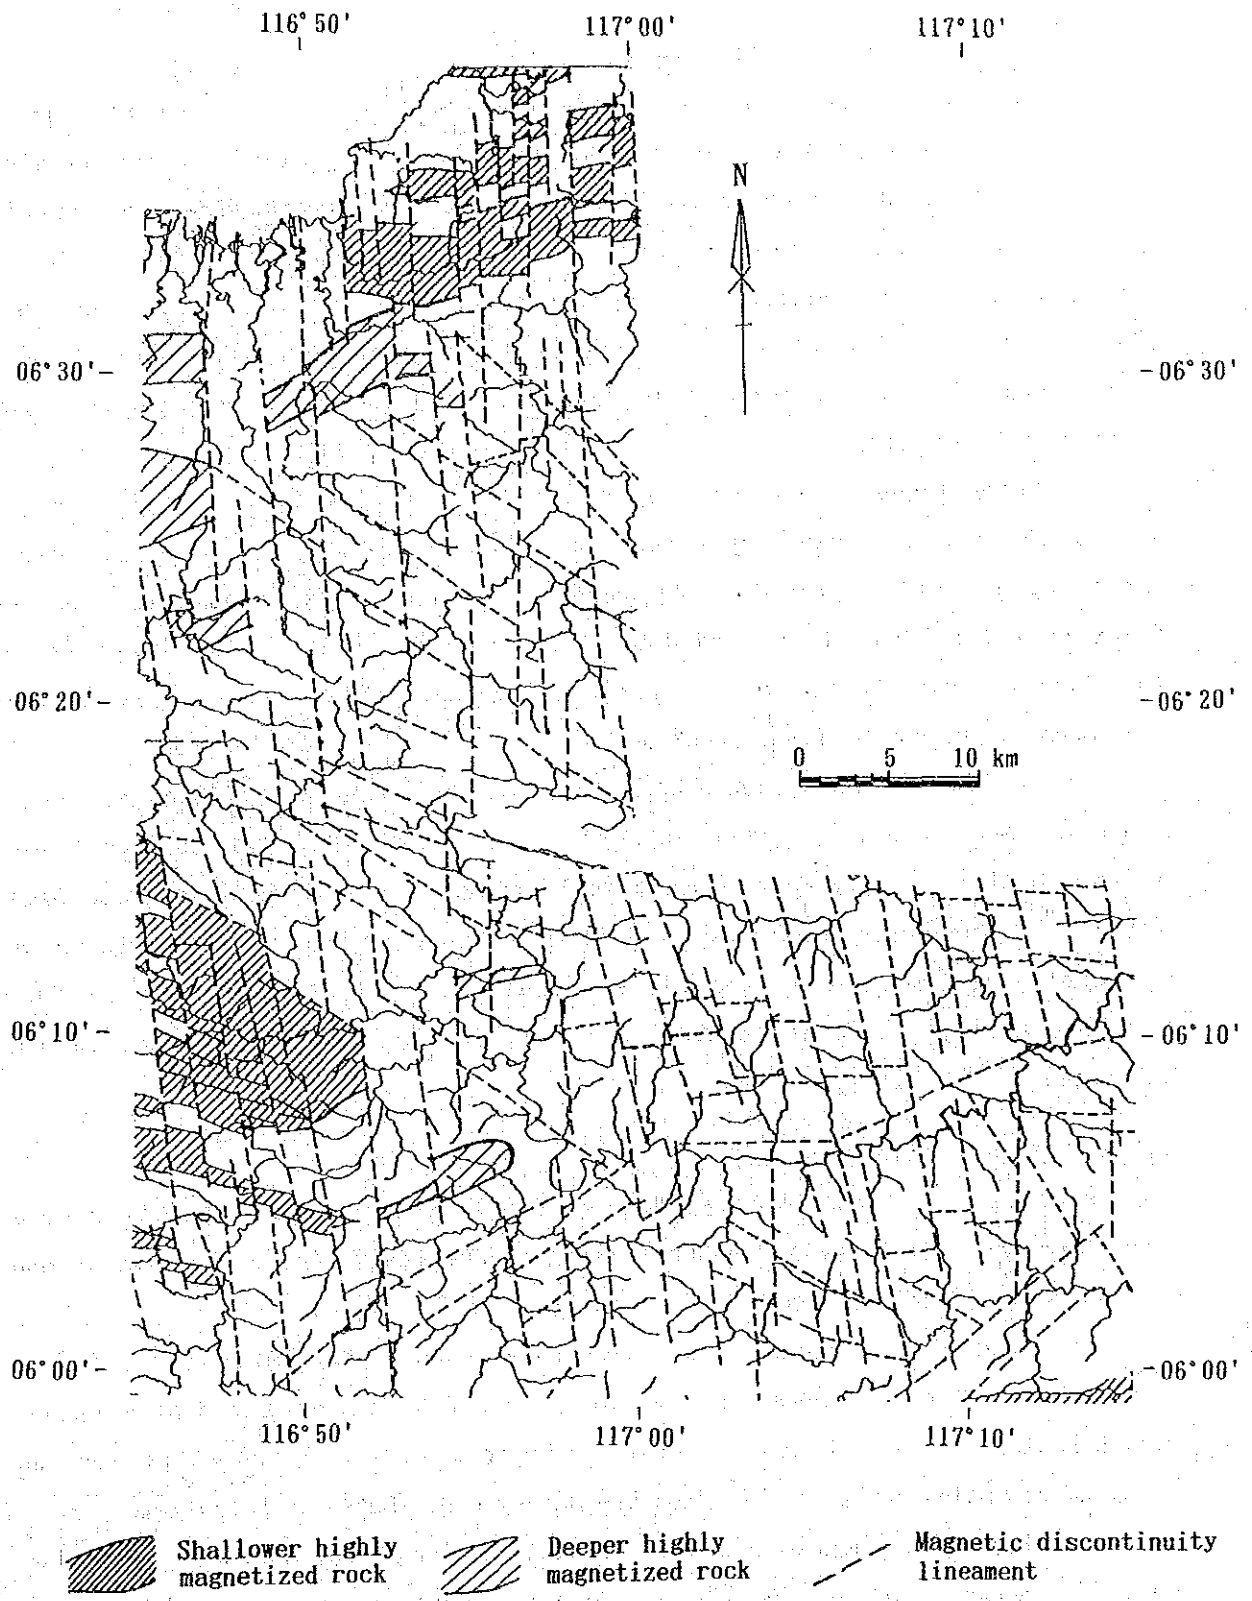 116°50' 117°00' 117°10'
N
06°30' 06°30'
06°20' 06°20'
0 5 10 km
06°10' 06°10'
06°00' 06°00'
116°50' 117°00' 117°10'
Shallower highly
magnetized rock
Deeper highly
magnetized rock
Magnetic discontinuity
lineament